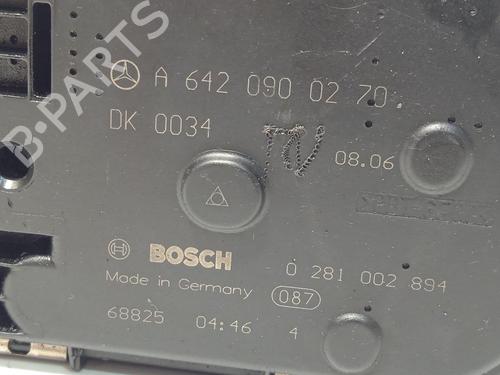 B-PARTS
A 642 090 02 70
DK 0034
08.06
BOSCH 0 281 002 894
Made in Germany 087
68825 04:46 4